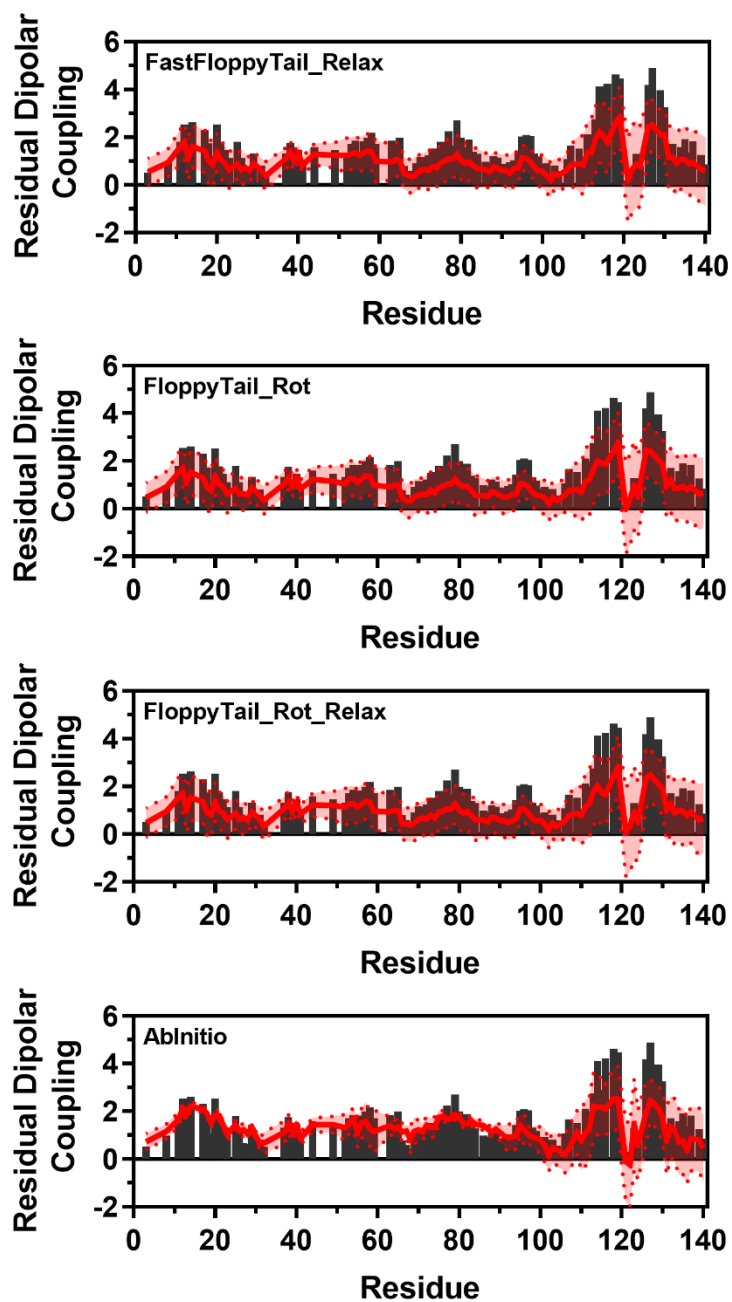 FastFloppyTail_Relax
Residual Dipolar
Coupling
6
4
2
0
-2
0 20 40 60 80 100 120 140
Residue
FloppyTail_Rot
Residual Dipolar
Coupling
6
4
2
0
-2
0 20 40 60 80 100 120 140
Residue
FloppyTail_Rot_Relax
Residual Dipolar
Coupling
6
4
2
0
-2
0 20 40 60 80 100 120 140
Residue
AbInitio
Residual Dipolar
Coupling
6
4
2
0
-2
0 20 40 60 80 100 120 140
Residue